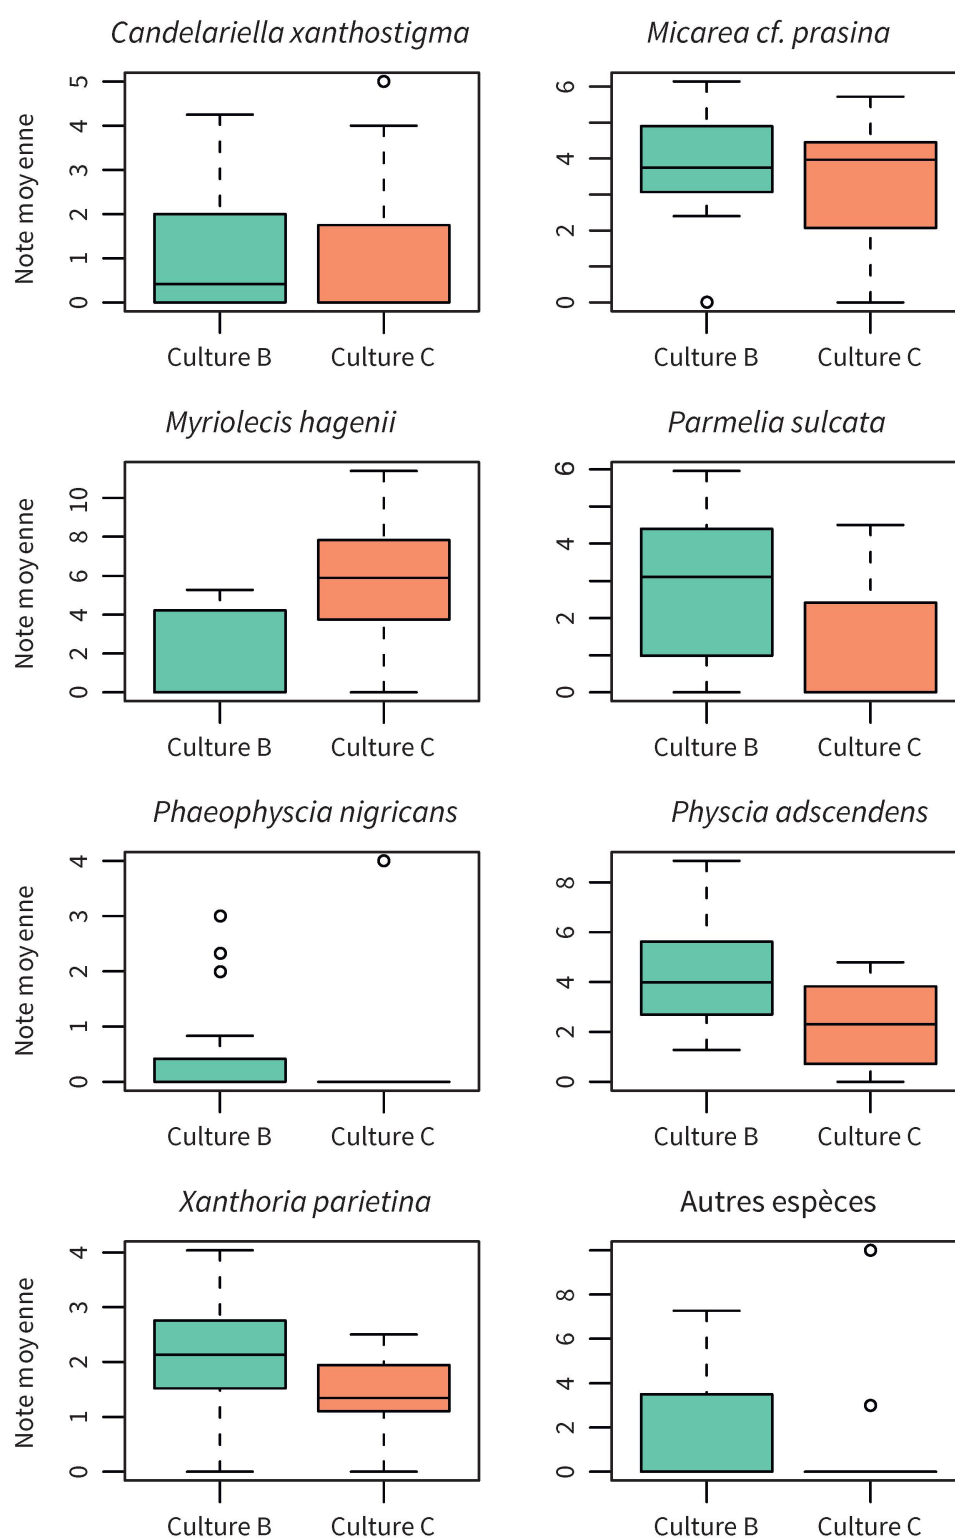 Candelariella xanthostigma
Micarea cf. prasina
Note moyenne
5
4
3
2
1
0
6
4
2
0
Culture B
Culture C
Culture B
Culture C
Myriolecis hagenii
Parmelia sulcata
Note moyenne
10
8
6
4
2
0
6
4
2
0
Culture B
Culture C
Culture B
Culture C
Phaeophyscia nigricans
Physcia adscendens
Note moyenne
4
3
2
1
0
8
6
4
2
0
Culture B
Culture C
Culture B
Culture C
Xanthoria parietina
Autres espèces
Note moyenne
4
3
2
1
0
8
6
4
2
0
Culture B
Culture C
Culture B
Culture C